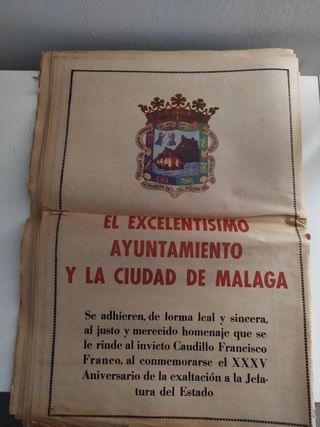 EL EXCELENTISIMO
AYUNTAMIENTO
Y LA CIUDAD DE MALAGA
Se adhieren, de forma leal y sincera,
al justo y merecido homenaje que se
le rinde al invicto Caudillo Francisco
Franco, al conmemorarse el XXXV
Aniversario de la exaltación a la Jefa-
tura del Estado